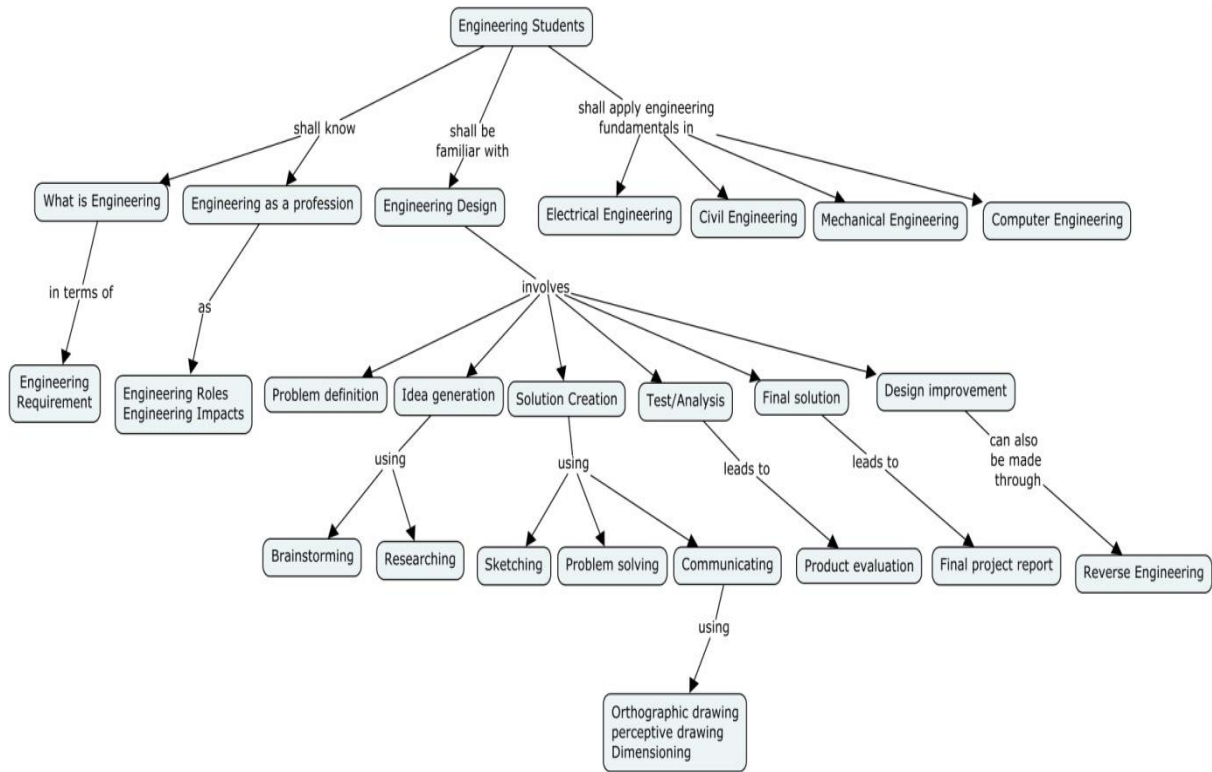 Engineering Students
shall know
shall be
familiar with
shall apply engineering
fundamentals in
What is Engineering
Engineering as a profession
Engineering Design
Electrical Engineering
Civil Engineering
Mechanical Engineering
Computer Engineering
in terms of
as
involves
Engineering
Requirement
Engineering Roles
Engineering Impacts
Problem definition
Idea generation
Solution Creation
Test/Analysis
Final solution
Design improvement
using
using
leads to
leads to
can also
be made
through
Brainstorming
Researching
Sketching
Problem solving
Communicating
Product evaluation
Final project report
Reverse Engineering
using
Orthographic drawing
perceptive drawing
Dimensioning